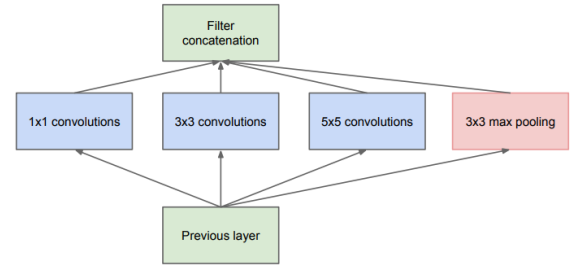 Filter
concatenation
1x1 convolutions
3x3 convolutions
5x5 convolutions
3x3 max pooling
Previous layer